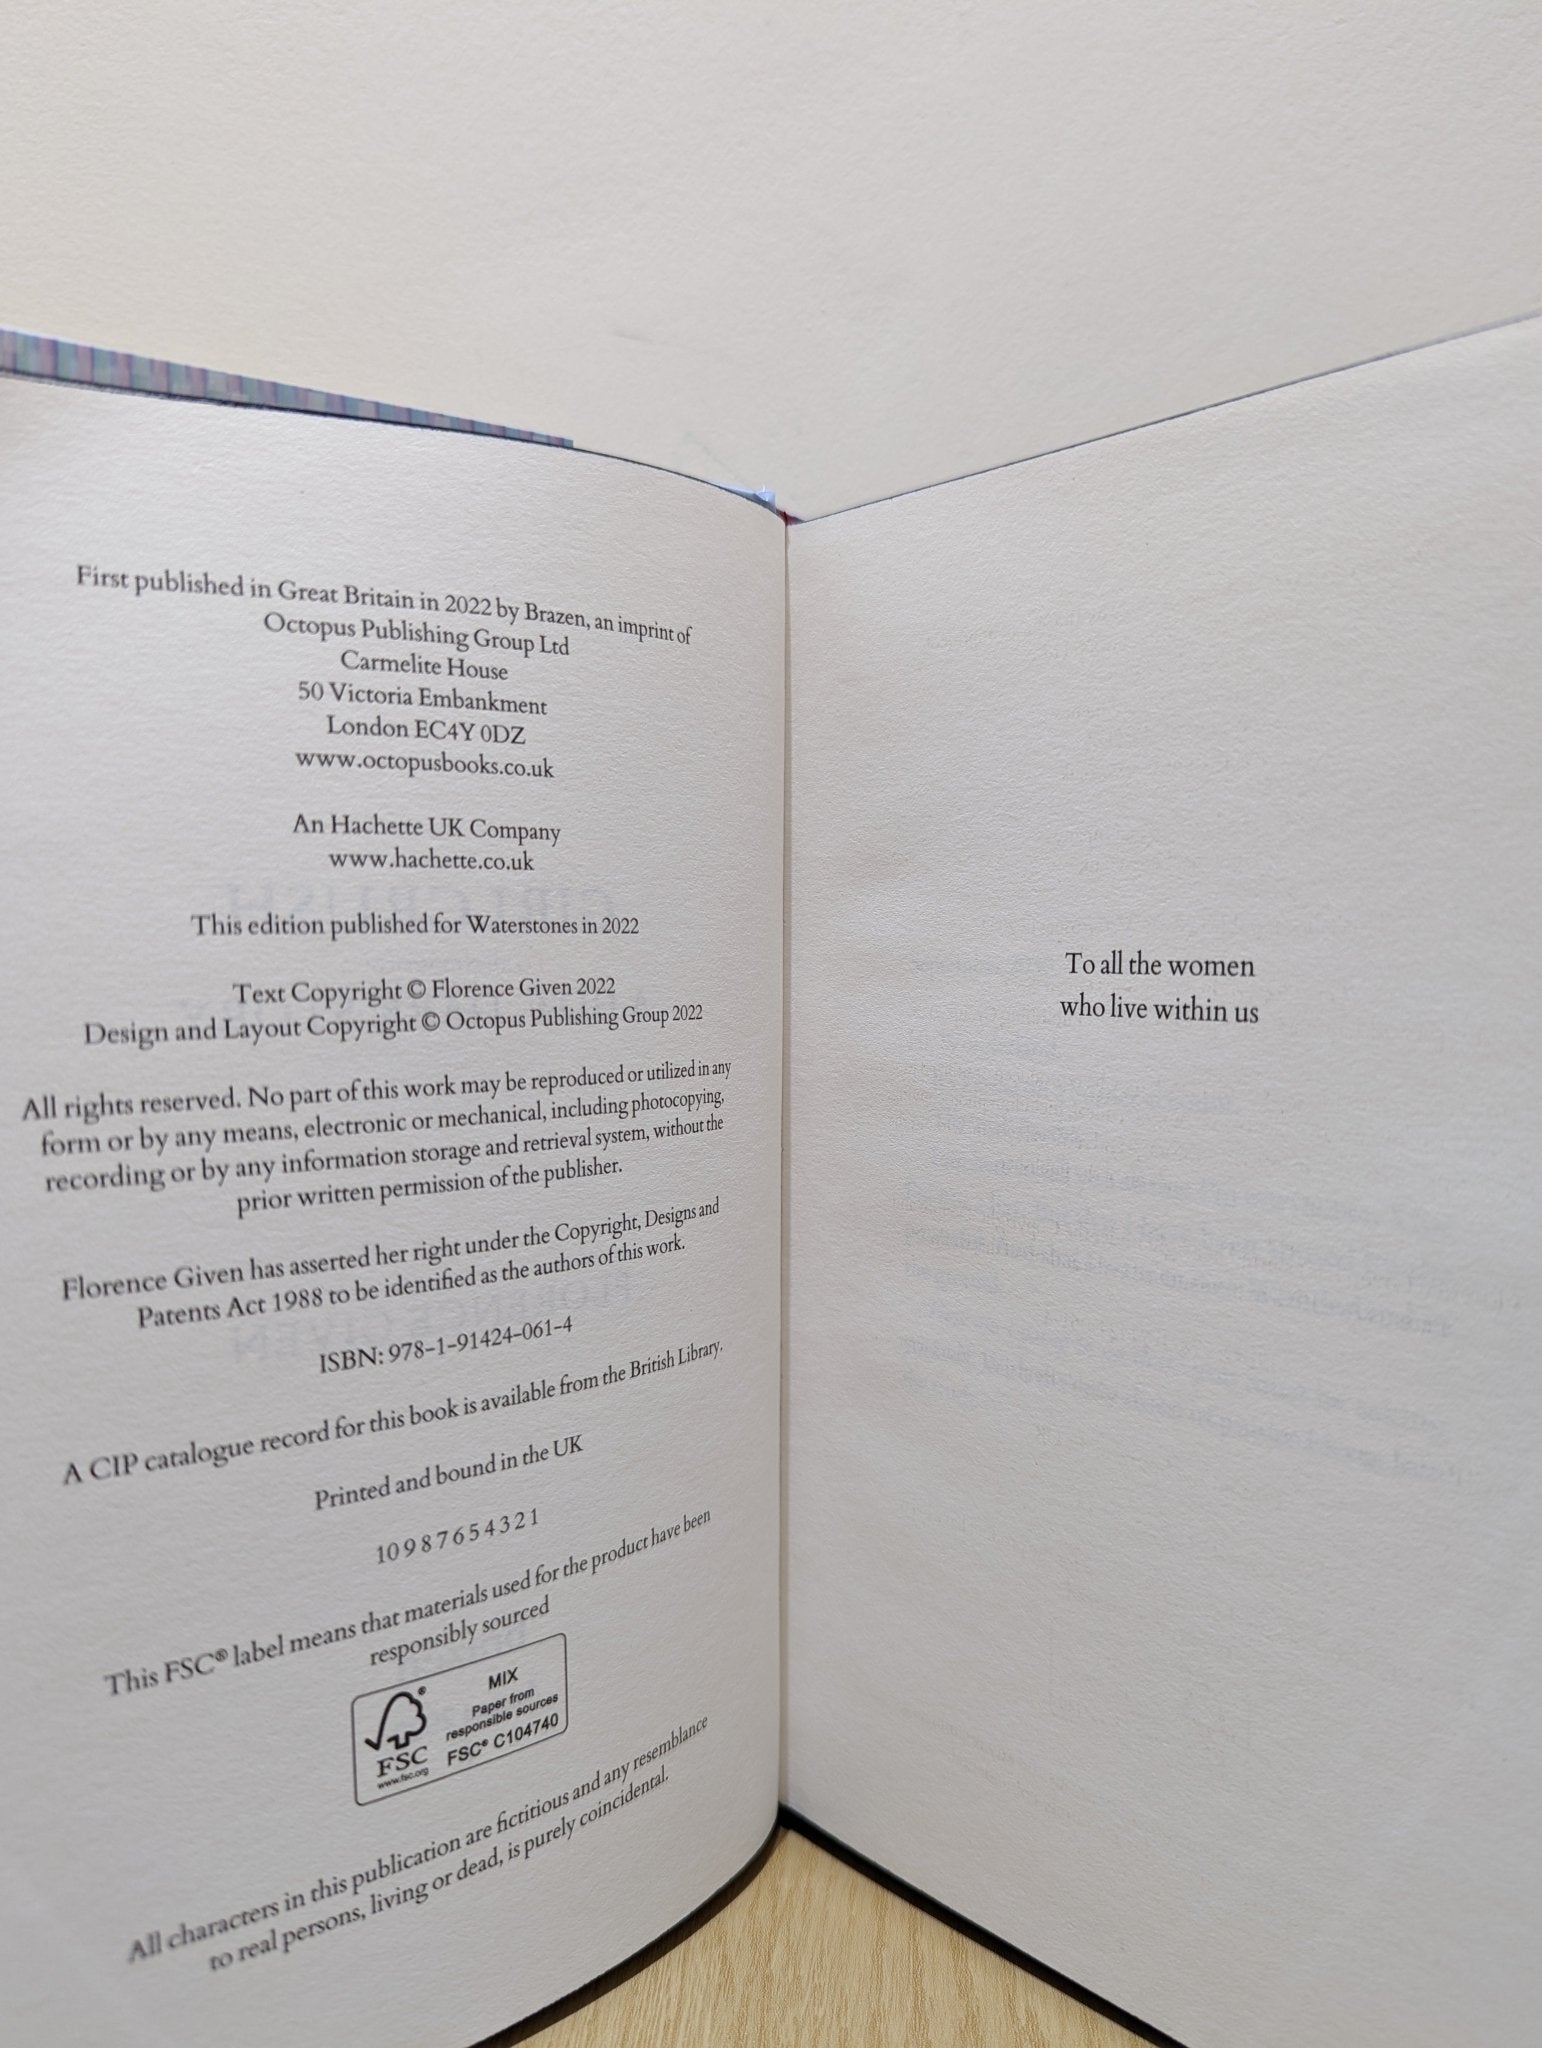 First published in Great Britain in 2022 by Brazen, an imprint of
Octopus Publishing Group Ltd
Carmelite House
50 Victoria Embankment
London EC4Y 0DZ
www.octopusbooks.co.uk
An Hachette UK Company
www.hachette.co.uk
This edition published for Waterstones in 2022
Text Copyright © Florence Given 2022
Design and Layout Copyright © Octopus Publishing Group 2022
All rights reserved. No part of this work may be reproduced or utilized in any
form or by any means, electronic or mechanical, including photocopying,
recording or by any information storage and retrieval system, without the
prior written permission of the publisher.
Florence Given has asserted her right under the Copyright, Designs and
Patents Act 1988 to be identified as the authors of this work.
ISBN: 978-1-91424-061-4
A CIP catalogue record for this book is available from the British Library.
Printed and bound in the UK
10 9 8 7 6 5 4 3 2 1
This FSC® label means that materials used for the product have been
responsibly sourced
MIX
Paper from
responsible sources
FSC® C104740
FSC
www.fsc.org
All characters in this publication are fictitious and any resemblance
to real persons, living or dead, is purely coincidental.
To all the women
who live within us